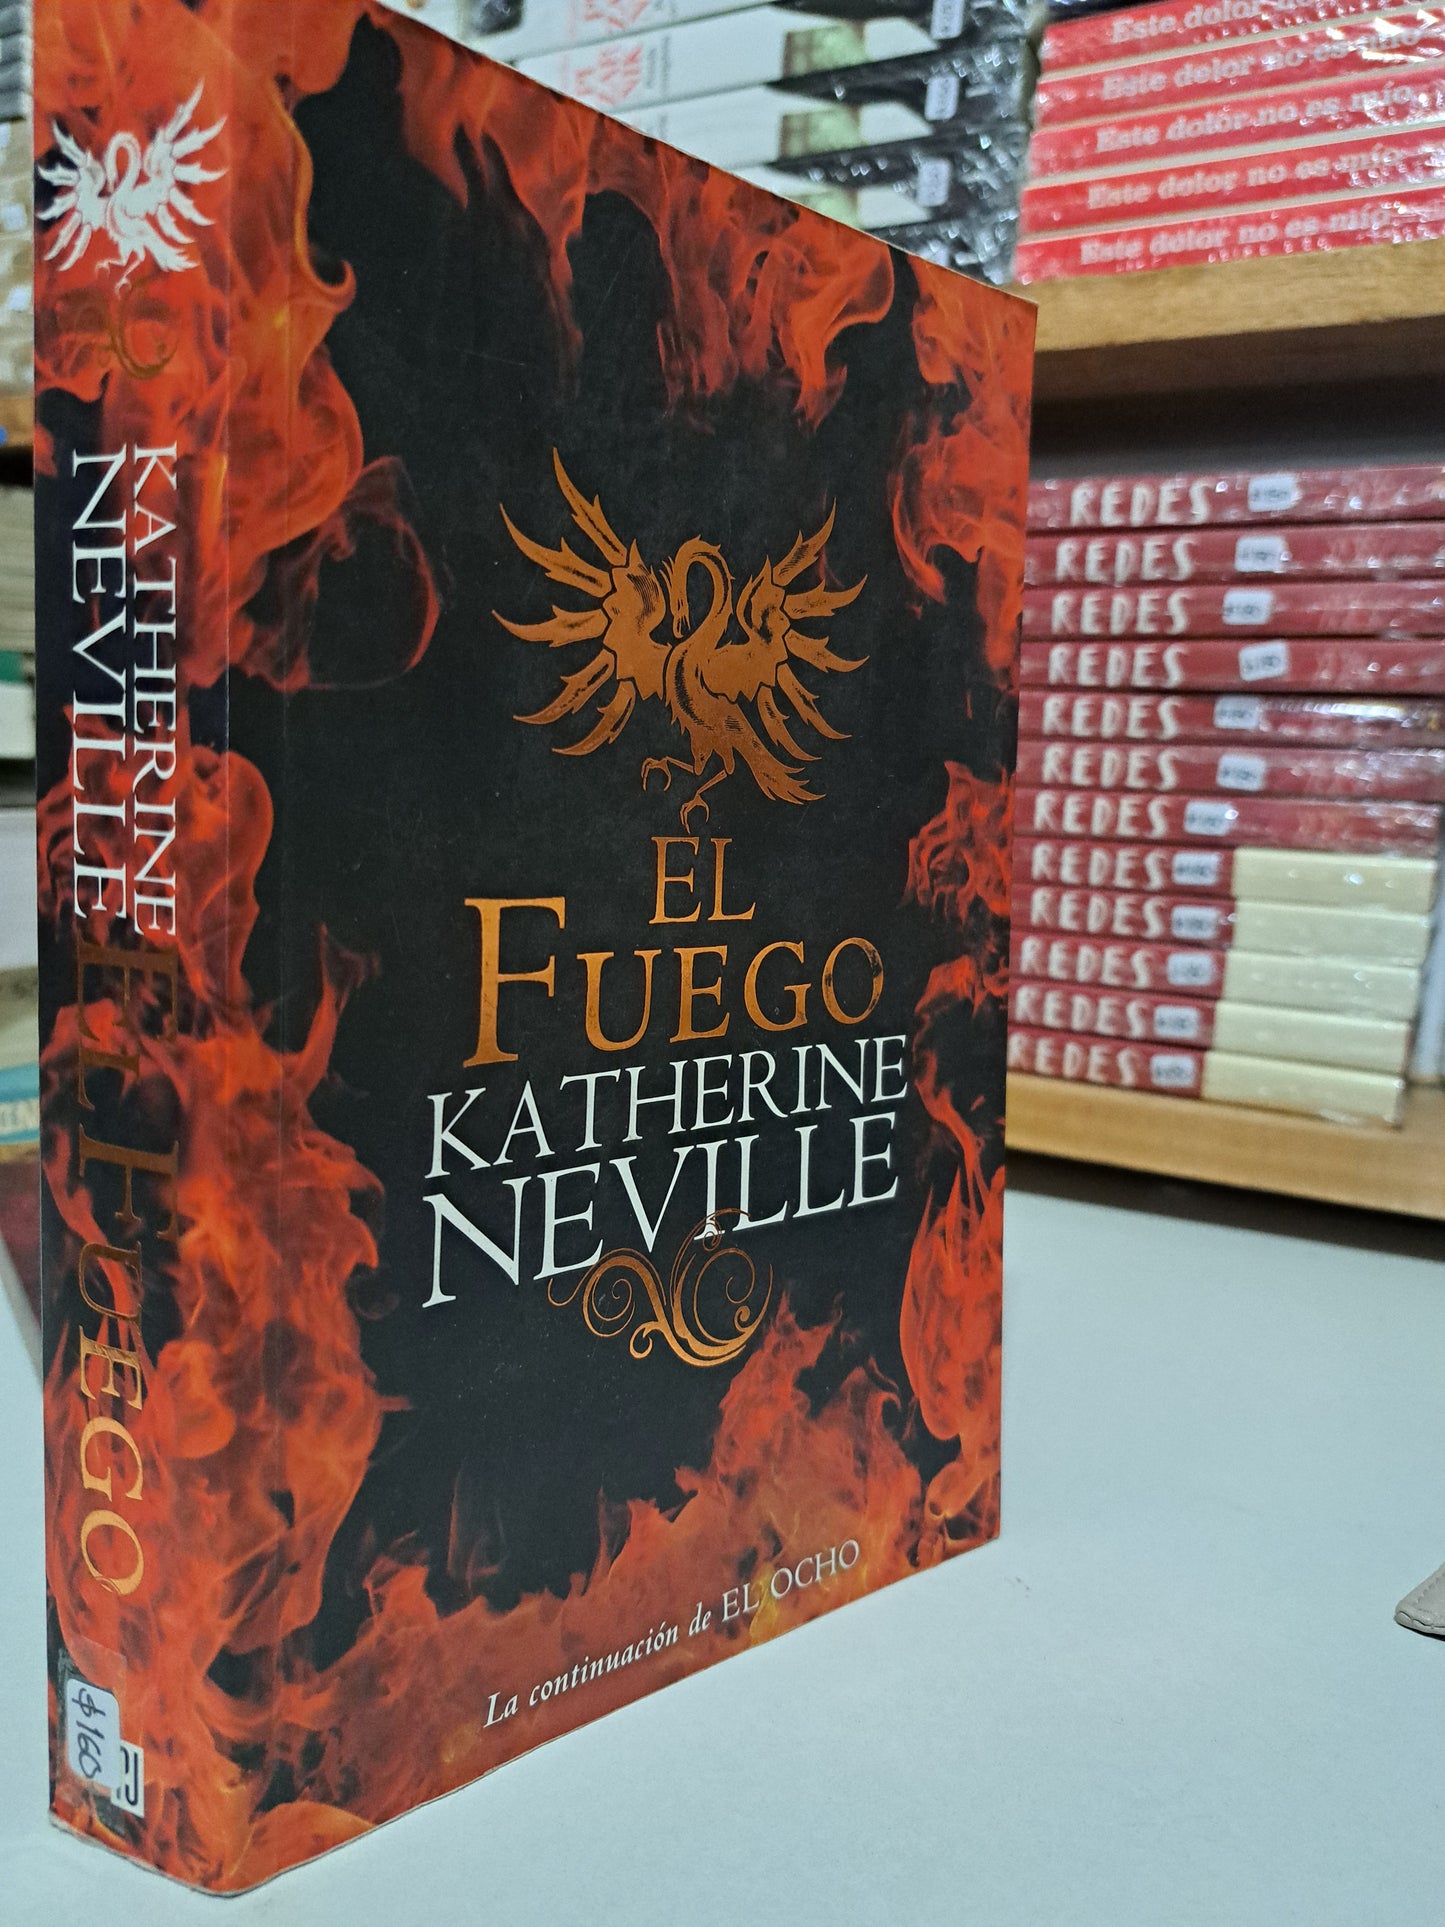 KATHERINE
NEVILLE
EL FUEGO
$160
EL
FUEGO
KATHERINE
NEVILLE
La continuación de EL OCHO
Este dolor
Este dolor no es mío
Este dolor no es mío
Este dolor no es mío
Este dolor no es mío
REDES
REDES
REDES
REDES
REDES
REDES
REDES
REDES
REDES
REDES
REDES
REDES